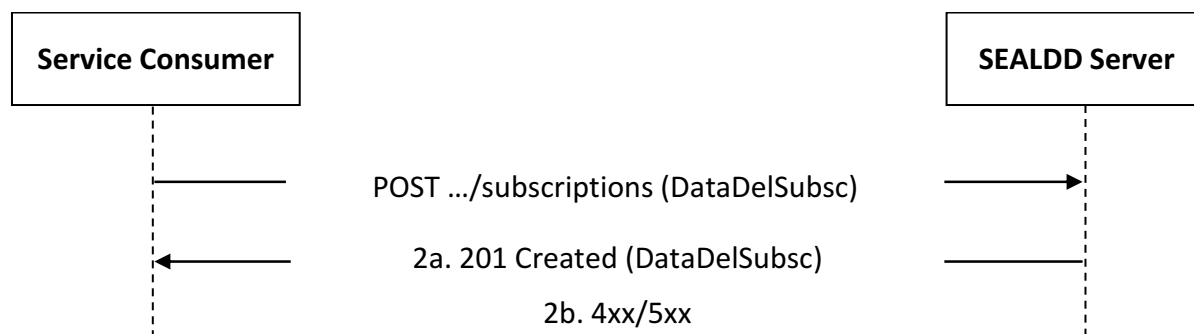 Service Consumer
SEALDD Server
POST .../subscriptions (DataDelSubsc)
2a. 201 Created (DataDelSubsc)
2b. 4xx/5xx